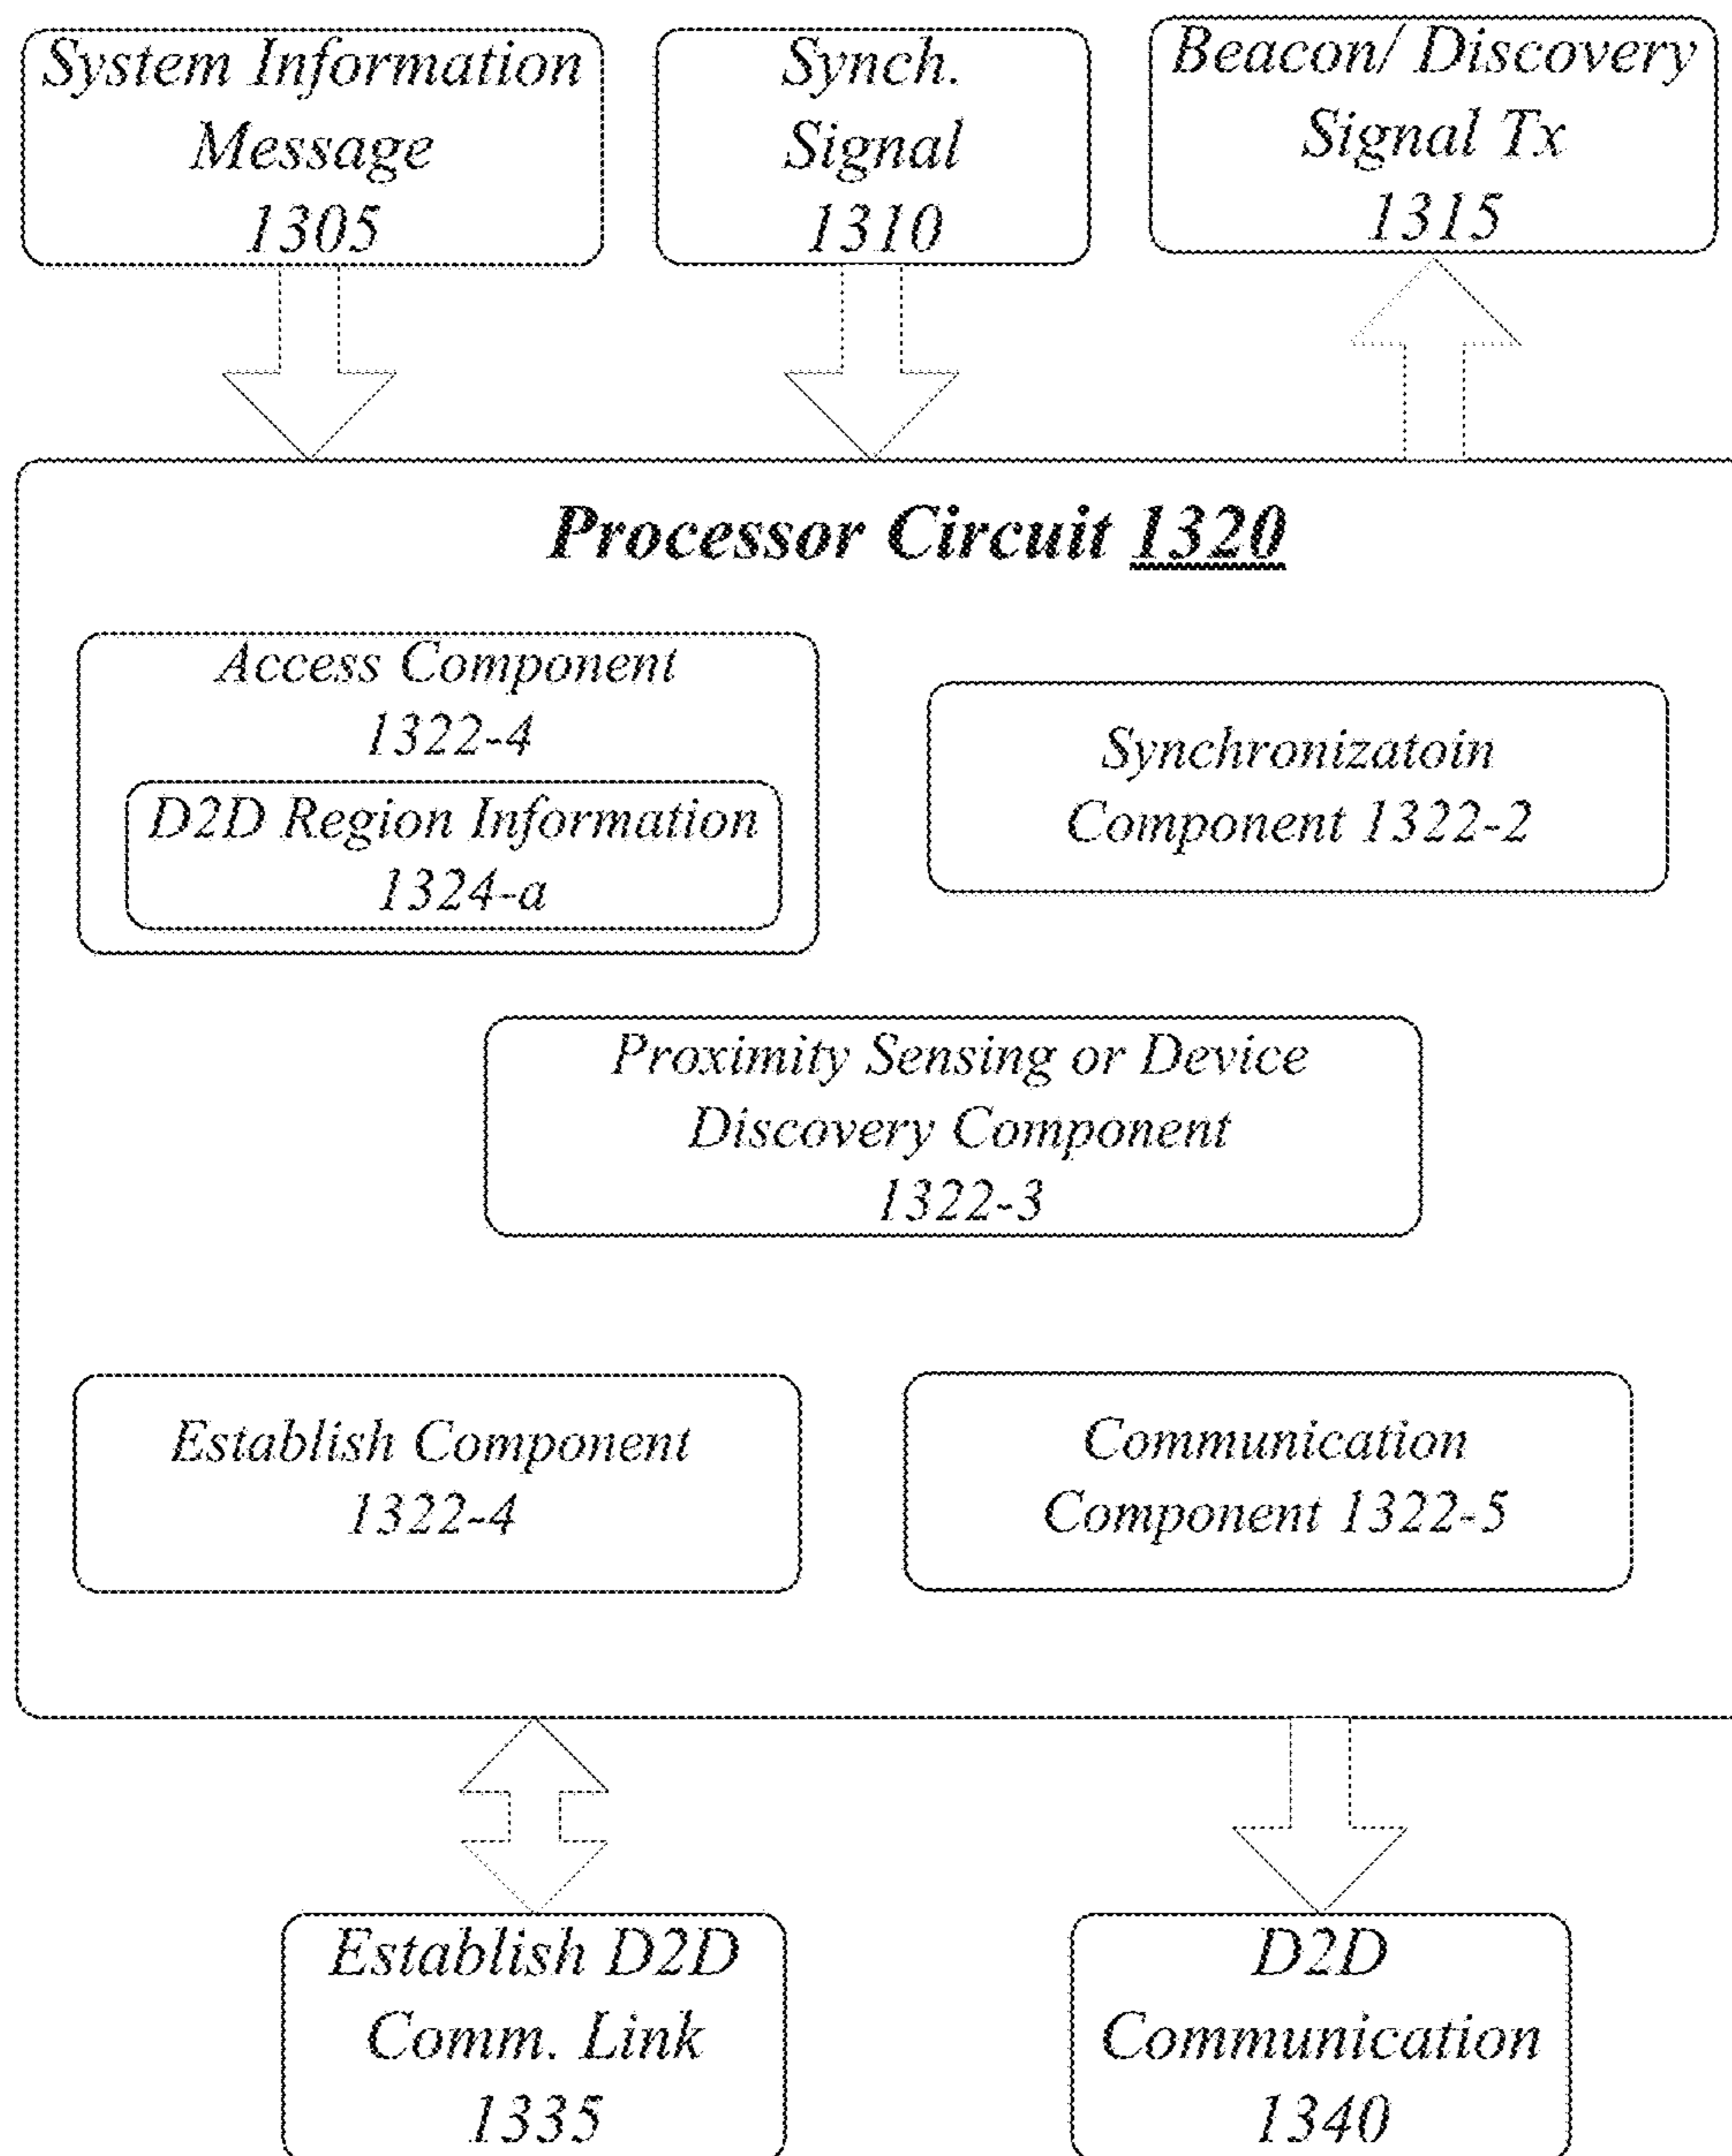 System Information
Message
1305
Synch.
Signal
1310
Beacon/ Discovery
Signal Tx
1315
Processor Circuit 1320
Access Component
1322-4
D2D Region Information
1324-a
Synchronizatoin
Component 1322-2
Proximity Sensing or Device
Discovery Component
1322-3
Establish Component
1322-4
Communication
Component 1322-5
Establish D2D
Comm. Link
1335
D2D
Communication
1340